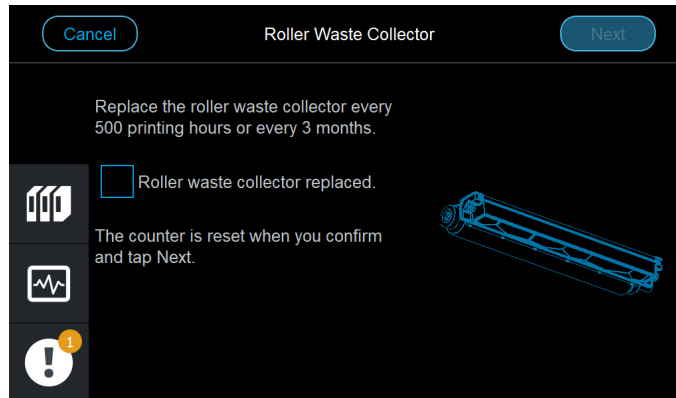 Cancel
Roller Waste Collector
Next
Replace the roller waste collector every
500 printing hours or every 3 months.
Roller waste collector replaced.
The counter is reset when you confirm
and tap Next.
1